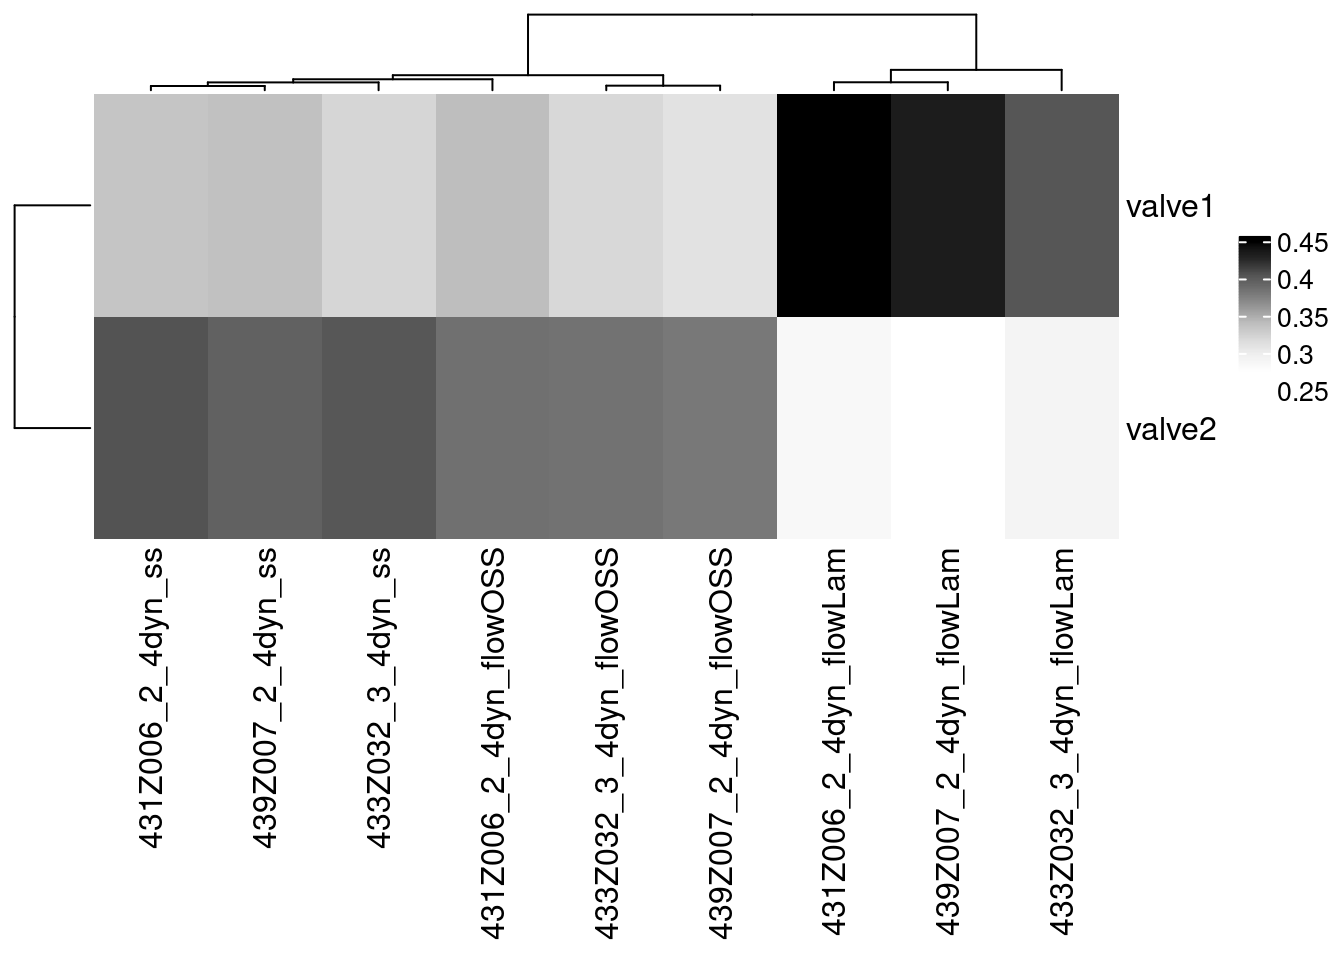 valve1
0.45
0.4
0.35
0.3
0.25
valve2
431Z006_2_4dyn_ss
439Z007_2_4dyn_ss
433Z032_3_4dyn_ss
431Z006_2_4dyn_flowOSS
433Z032_3_4dyn_flowOSS
439Z007_2_4dyn_flowOSS
431Z006_2_4dyn_flowLam
439Z007_2_4dyn_flowLam
433Z032_3_4dyn_flowLam